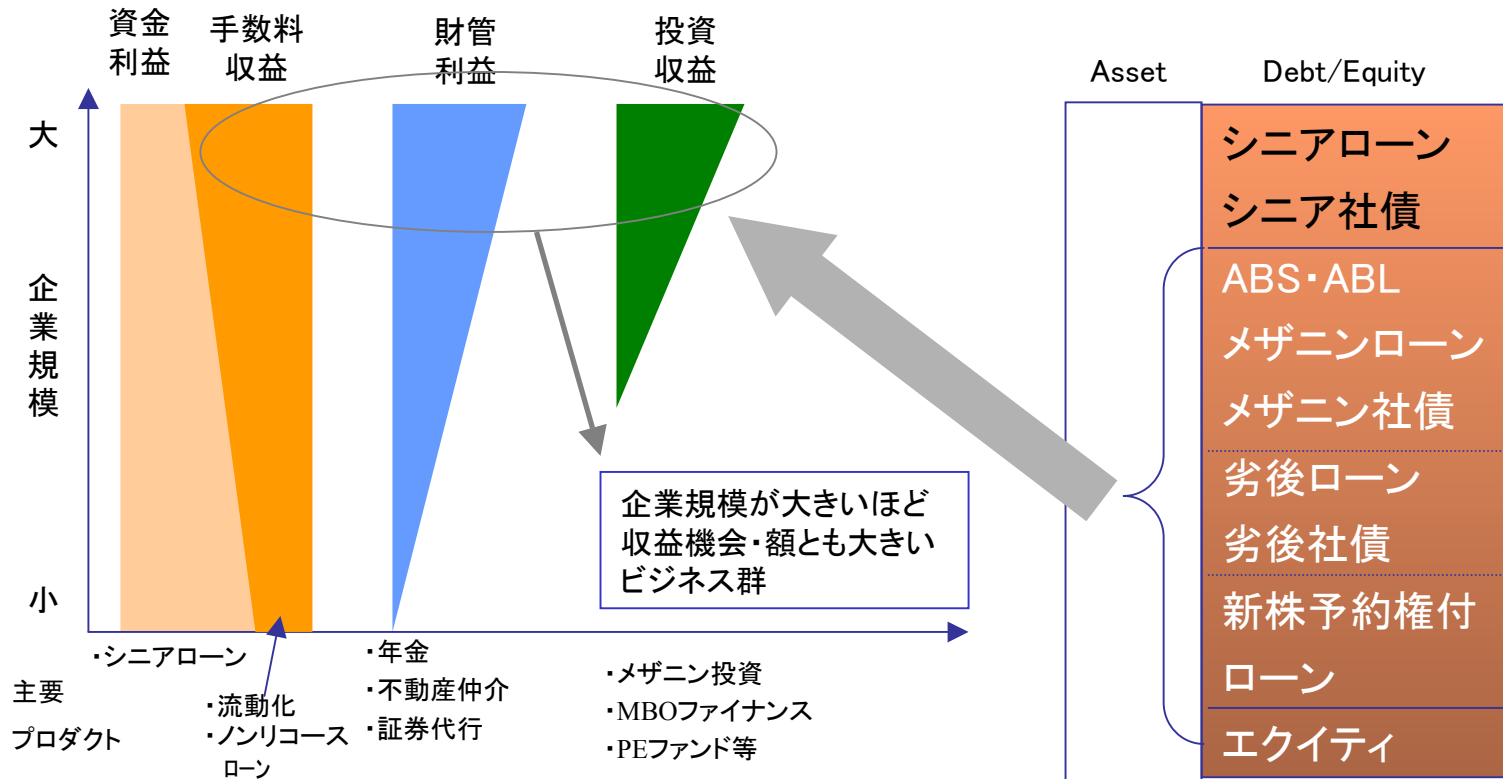 資金
利益
手数料
収益
財管
利益
投資
収益
大
企
業
規
模
小
企業規模が大きいほど
収益機会・額とも大きい
ビジネス群
主要
プロダクト
・シニアローン
・流動化
・ノンリコース
ローン
・年金
・不動産仲介
・証券代行
・メザニン投資
・MBOファイナンス
・PEファンド等
Asset
Debt/Equity
シニアローン
シニア社債
ABS・ABL
メザニンローン
メザニン社債
劣後ローン
劣後社債
新株予約権付
ローン
エクイティ